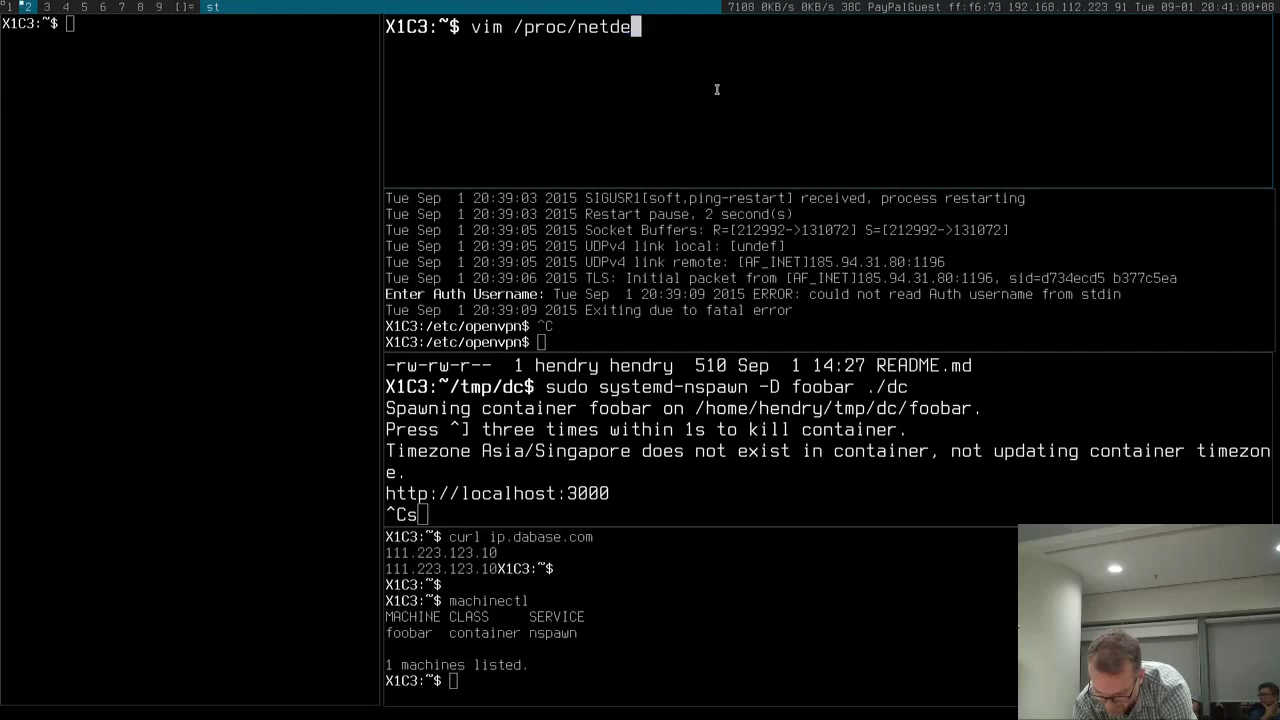 1 2 3 4 5 6 7 8 9 []= st 7108 0KB/s 0KB/s 38C PayPalGuest ff:f6:73 192.168.112.223 91 Tue 09-01 20:41:00+08
X1C3:~$
X1C3:~$ vim /proc/netde
Tue Sep 1 20:39:03 2015 SIGUSR1[soft,ping-restart] received, process restarting
Tue Sep 1 20:39:03 2015 Restart pause, 2 second(s)
Tue Sep 1 20:39:05 2015 Socket Buffers: R=[212992->131072] S=[212992->131072]
Tue Sep 1 20:39:05 2015 UDPv4 link local: [undef]
Tue Sep 1 20:39:05 2015 UDPv4 link remote: [AF_INET]185.94.31.80:1196
Tue Sep 1 20:39:06 2015 TLS: Initial packet from [AF_INET]185.94.31.80:1196, sid=d734ecd5 b377c5ea
Enter Auth Username: Tue Sep 1 20:39:09 2015 ERROR: could not read Auth username from stdin
Tue Sep 1 20:39:09 2015 Exiting due to fatal error
X1C3:/etc/openvpn$ ^C
X1C3:/etc/openvpn$
-rw-rw-r-- 1 hendry hendry 510 Sep 1 14:27 README.md
X1C3:~/tmp/dc$ sudo systemd-nspawn -D foobar ./dc
Spawning container foobar on /home/hendry/tmp/dc/foobar.
Press ^] three times within 1s to kill container.
Timezone Asia/Singapore does not exist in container, not updating container timezon
e.
http://localhost:3000
^Cs
X1C3:~$ curl ip.dabase.com
111.223.123.10
111.223.123.10X1C3:~$
X1C3:~$
X1C3:~$ machinectl
MACHINE CLASS SERVICE
foobar container nspawn
1 machines listed.
X1C3:~$